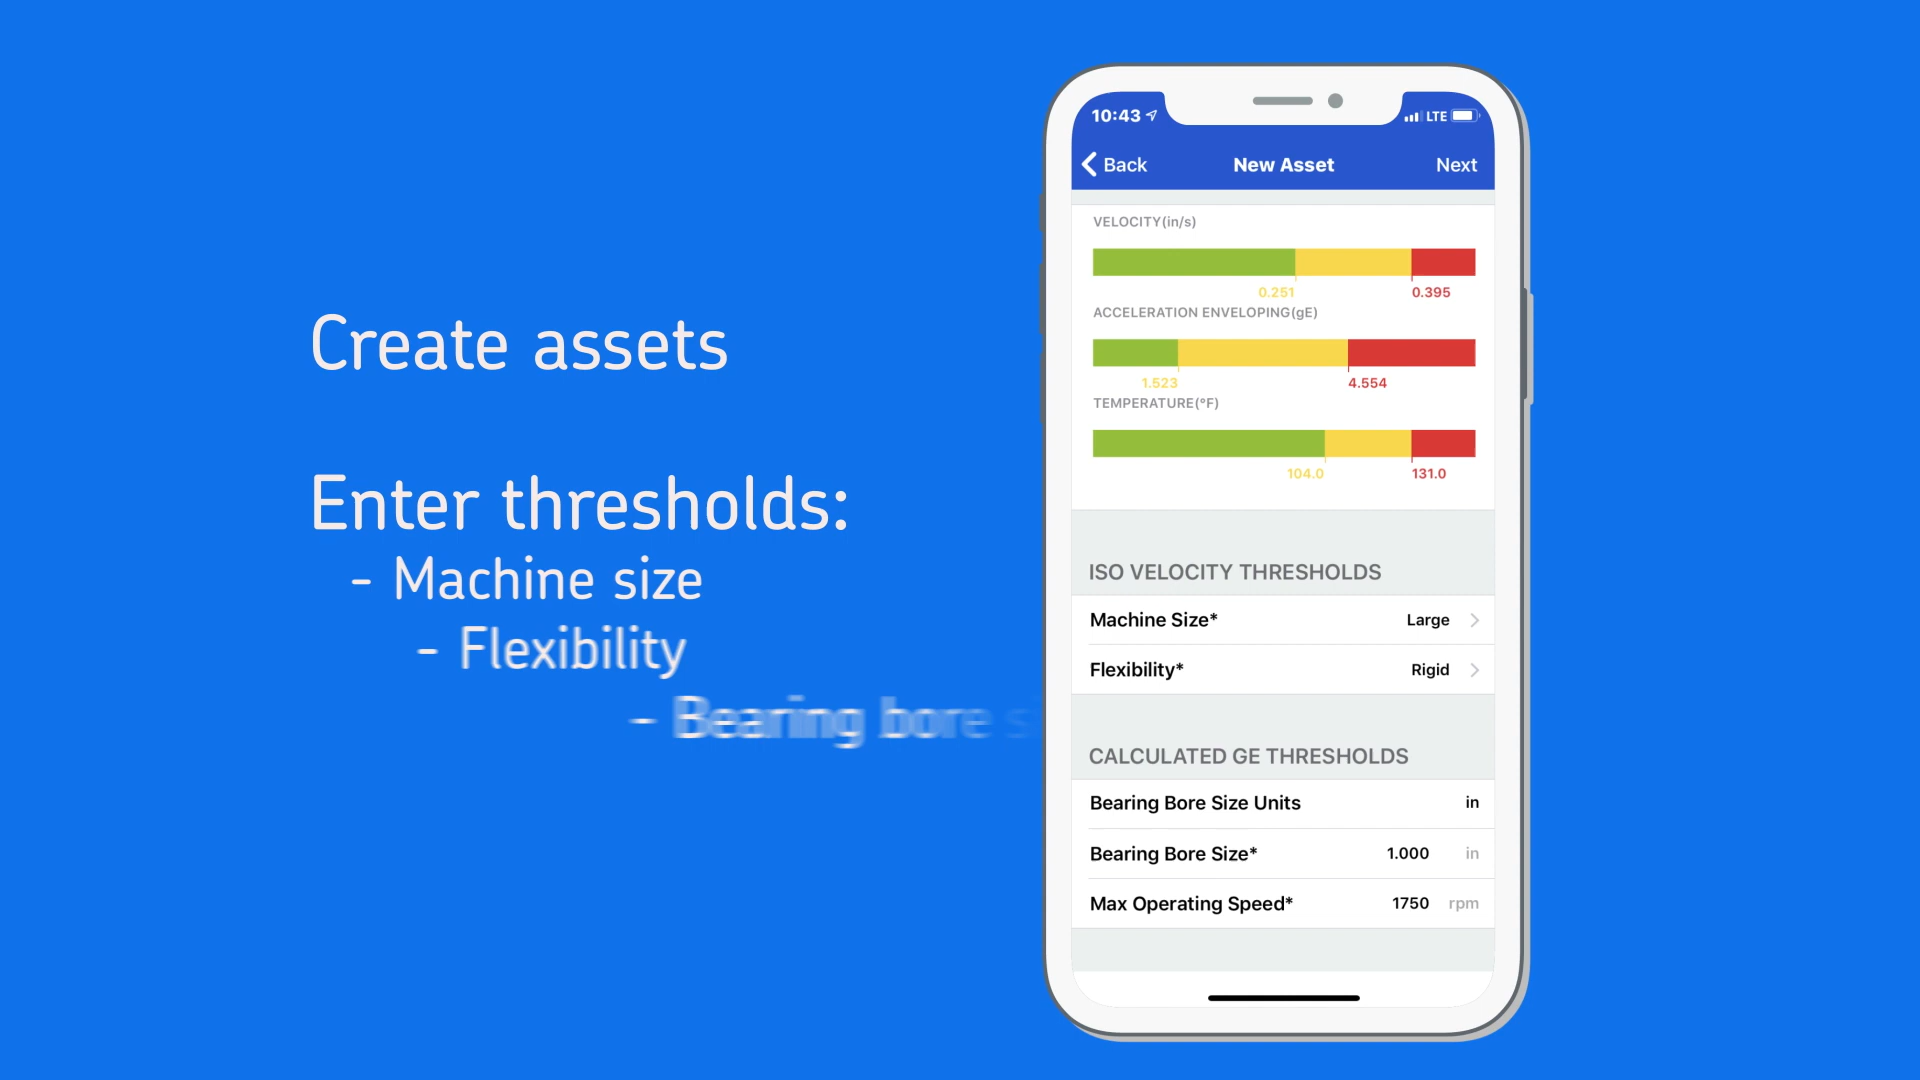 Create assets
Enter thresholds:
- Machine size
- Flexibility
- Bearing bore
10:43
LTE
Back
New Asset
Next
VELOCITY(in/s)
0.251
0.395
ACCELERATION ENVELOPING(gE)
1.523
4.554
TEMPERATURE(°F)
104.0
131.0
ISO VELOCITY THRESHOLDS
Machine Size* Large
Flexibility* Rigid
CALCULATED GE THRESHOLDS
Bearing Bore Size Units in
Bearing Bore Size* 1.000 in
Max Operating Speed* 1750 rpm